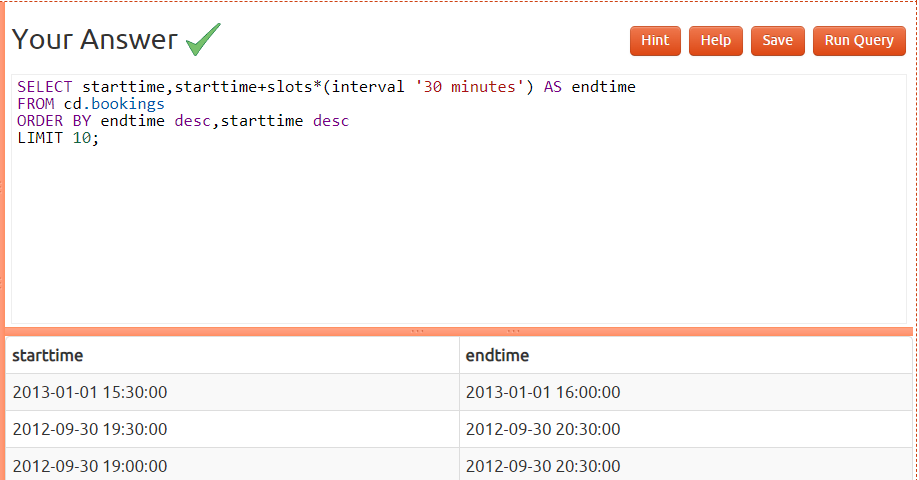 Your Answer
Hint Help Save Run Query
SELECT starttime,starttime+slots*(interval '30 minutes') AS endtime
FROM cd.bookings
ORDER BY endtime desc,starttime desc
LIMIT 10;
starttime endtime
2013-01-01 15:30:00 2013-01-01 16:00:00
2012-09-30 19:30:00 2012-09-30 20:30:00
2012-09-30 19:00:00 2012-09-30 20:30:00